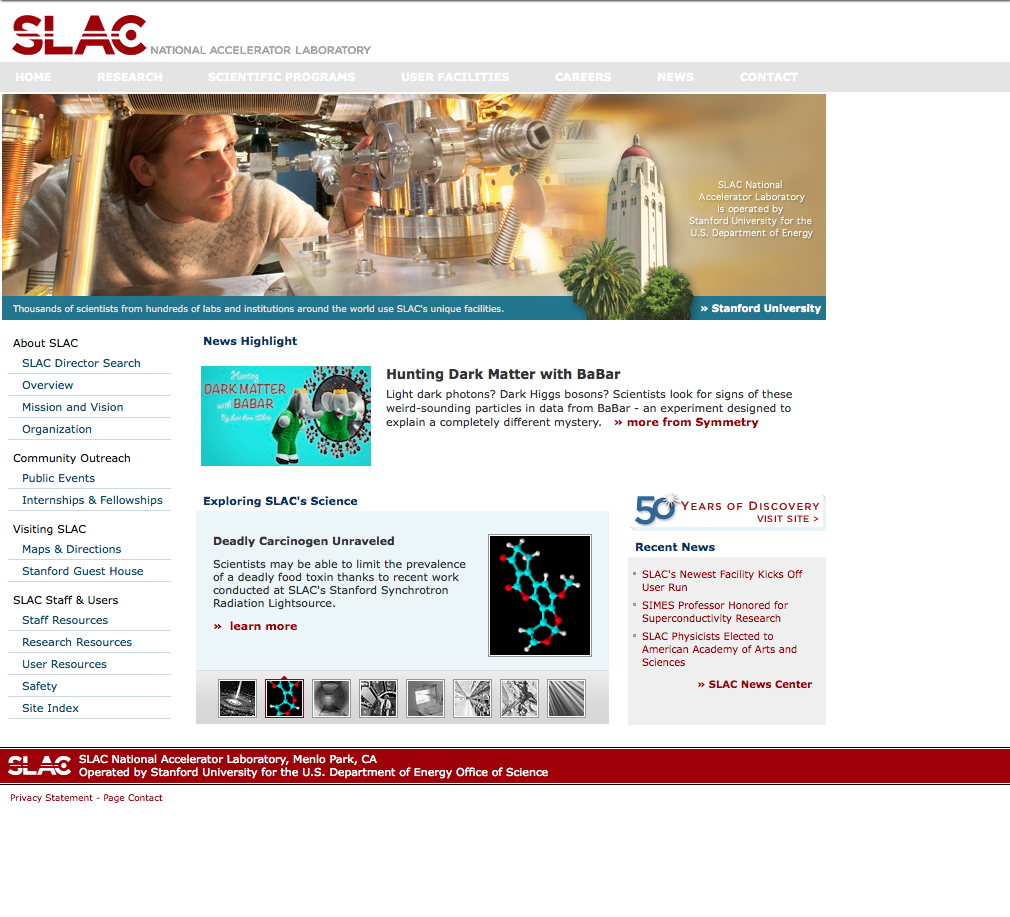 SLAC NATIONAL ACCELERATOR LABORATORY
HOME RESEARCH SCIENTIFIC PROGRAMS USER FACILITIES CAREERS NEWS CONTACT
SLAC National
Accelerator Laboratory
is operated by
Stanford University for the
U.S. Department of Energy
Thousands of scientists from hundreds of labs and institutions around the world use SLAC's unique facilities.
» Stanford University
About SLAC
SLAC Director Search
Overview
Mission and Vision
Organization
Community Outreach
Public Events
Internships & Fellowships
Visiting SLAC
Maps & Directions
Stanford Guest House
SLAC Staff & Users
Staff Resources
Research Resources
User Resources
Safety
Site Index
News Highlight
Hunting
DARK MATTER
with BABAR
By Lori Ann White
Hunting Dark Matter with BaBar
Light dark photons? Dark Higgs bosons? Scientists look for signs of these
weird-sounding particles in data from BaBar - an experiment designed to
explain a completely different mystery. » more from Symmetry
Exploring SLAC's Science
Deadly Carcinogen Unraveled
Scientists may be able to limit the prevalence
of a deadly food toxin thanks to recent work
conducted at SLAC's Stanford Synchrotron
Radiation Lightsource.
» learn more
50 YEARS OF DISCOVERY
VISIT SITE >
Recent News
SLAC's Newest Facility Kicks Off
User Run
SIMES Professor Honored for
Superconductivity Research
SLAC Physicists Elected to
American Academy of Arts and
Sciences
» SLAC News Center
SLAC
SLAC National Accelerator Laboratory, Menlo Park, CA
Operated by Stanford University for the U.S. Department of Energy Office of Science
Privacy Statement - Page Contact